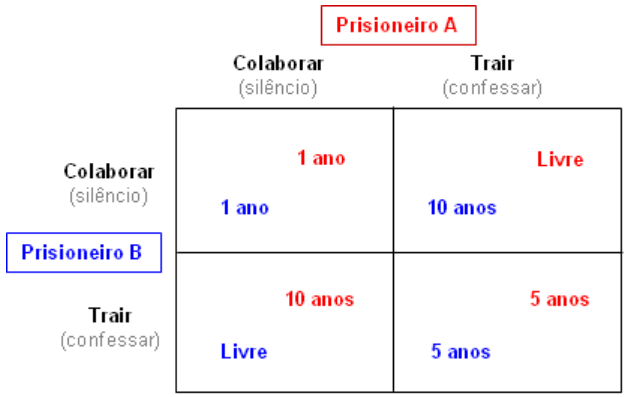 Prisioneiro A
Colaborar
(silêncio)
Trair
(confessar)
Colaborar
(silêncio)
1 ano
1 ano
Livre
10 anos
Prisioneiro B
Trair
(confessar)
10 anos
Livre
5 anos
5 anos